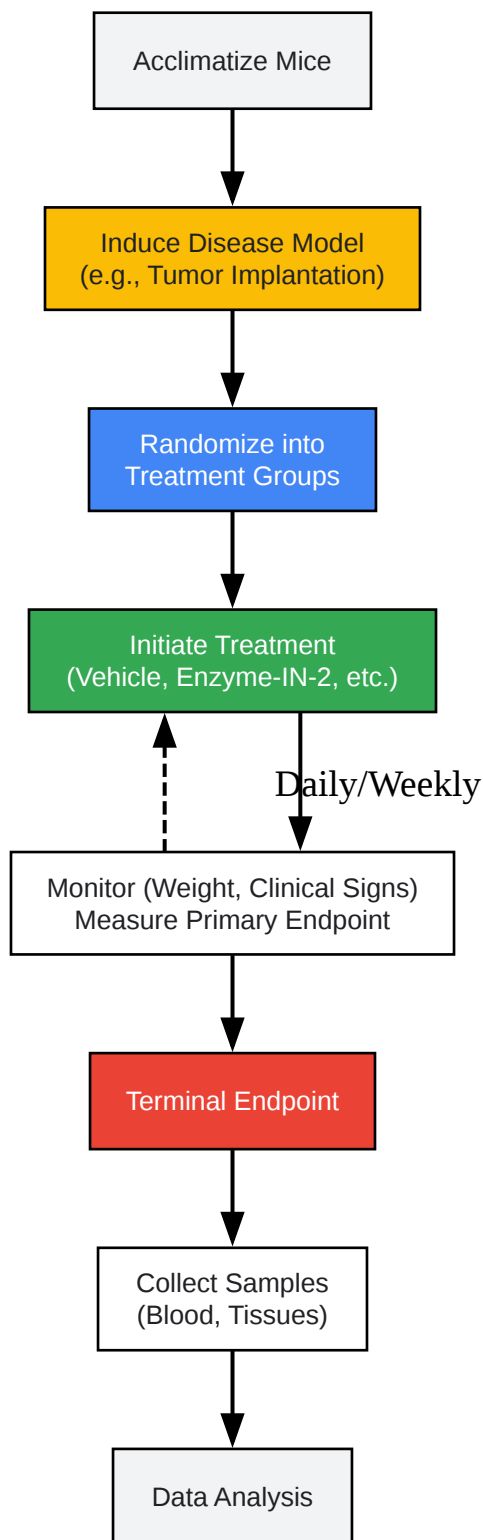 Acclimatize Mice
Induce Disease Model
(e.g., Tumor Implantation)
Randomize into
Treatment Groups
Initiate Treatment
(Vehicle, Enzyme-IN-2, etc.)
Daily/Weekly
Monitor (Weight, Clinical Signs)
Measure Primary Endpoint
Terminal Endpoint
Collect Samples
(Blood, Tissues)
Data Analysis